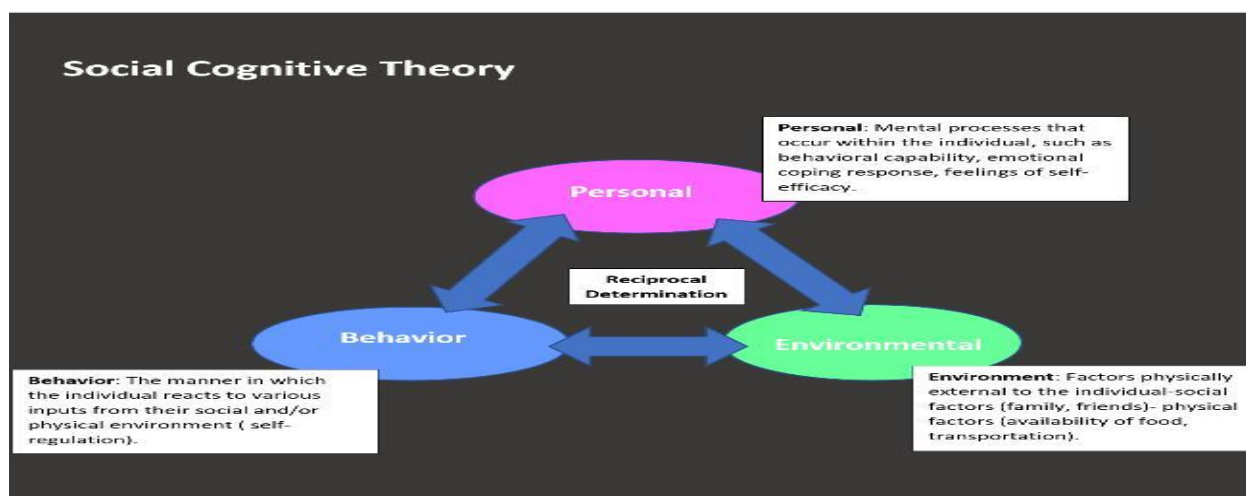 Social Cognitive Theory
Personal: Mental processes that
occur within the individual, such as
behavioral capability, emotional
coping response, feelings of self-
efficacy.
Personal
Reciprocal
Determination
Behavior
Environmental
Behavior: The manner in which
the individual reacts to various
inputs from their social and/or
physical environment ( self-
regulation).
Environment: Factors physically
external to the individual-social
factors (family, friends)- physical
factors (availability of food,
transportation).